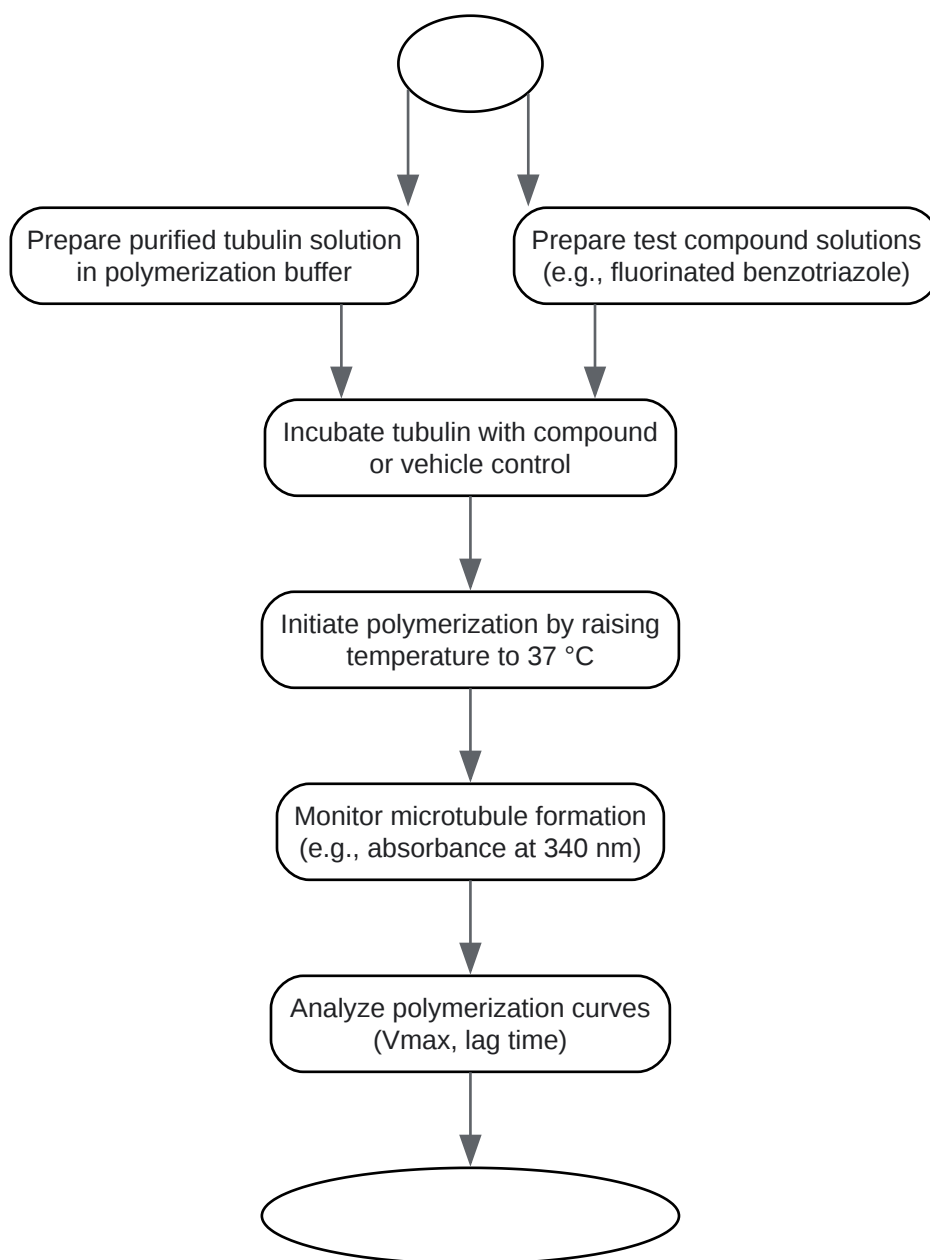 Prepare purified tubulin solution
in polymerization buffer
Prepare test compound solutions
(e.g., fluorinated benzotriazole)
Incubate tubulin with compound
or vehicle control
Initiate polymerization by raising
temperature to 37 °C
Monitor microtubule formation
(e.g., absorbance at 340 nm)
Analyze polymerization curves
(Vmax, lag time)